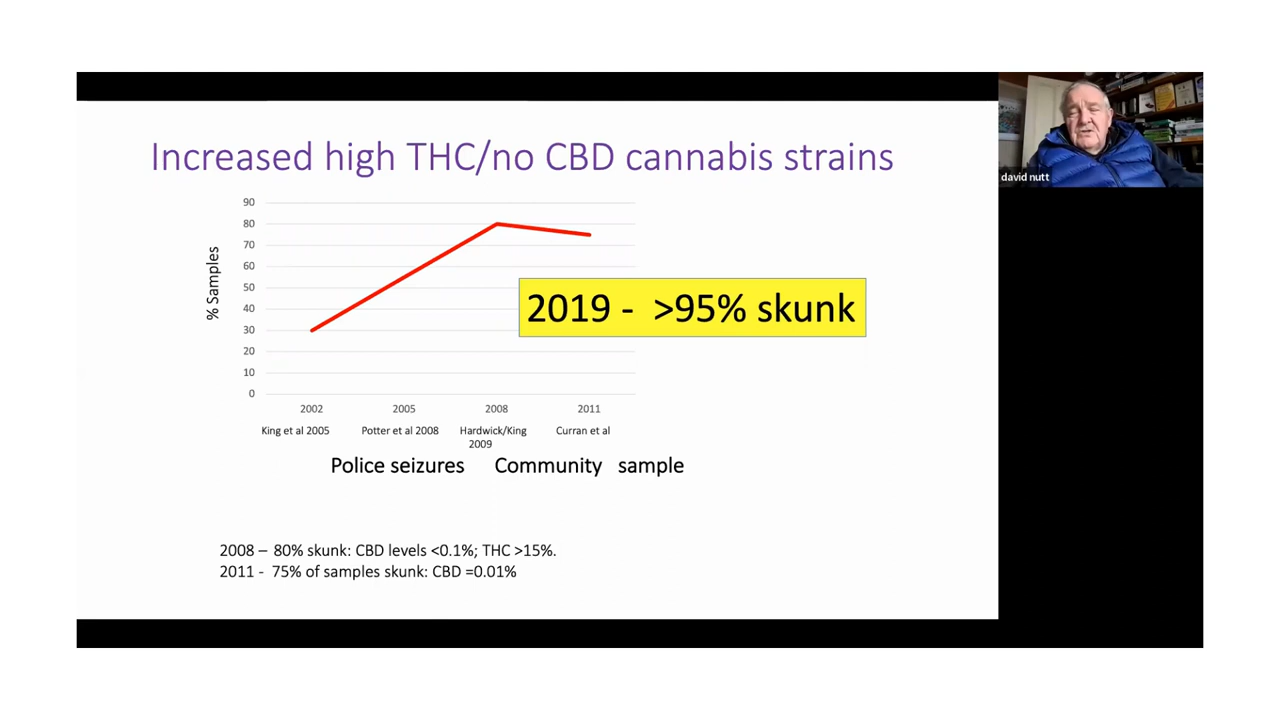 Increased high THC/no CBD cannabis strains
david nutt
90
80
70
60
50
40
30
20
10
0
% Samples
2019 - >95% skunk
2002 2005 2008 2011
King et al 2005 Potter et al 2008 Hardwick/King 2009 Curran et al
Police seizures Community sample
2008 – 80% skunk: CBD levels <0.1%; THC >15%.
2011 - 75% of samples skunk: CBD =0.01%